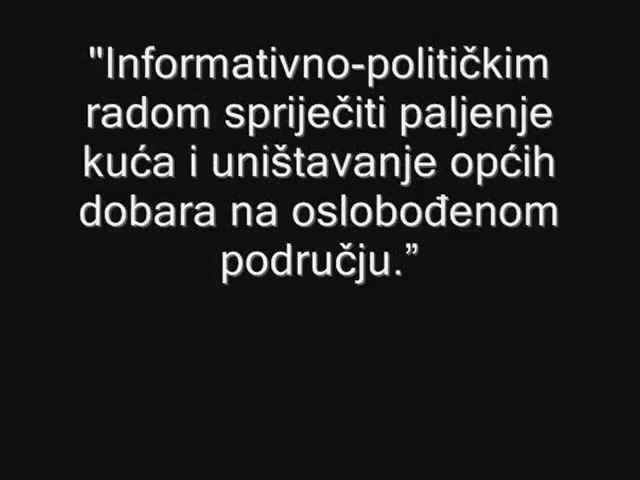 "Informativno-političkim
radom spriječiti paljenje
kuća i uništavanje općih
dobara na oslobođenom
području.”